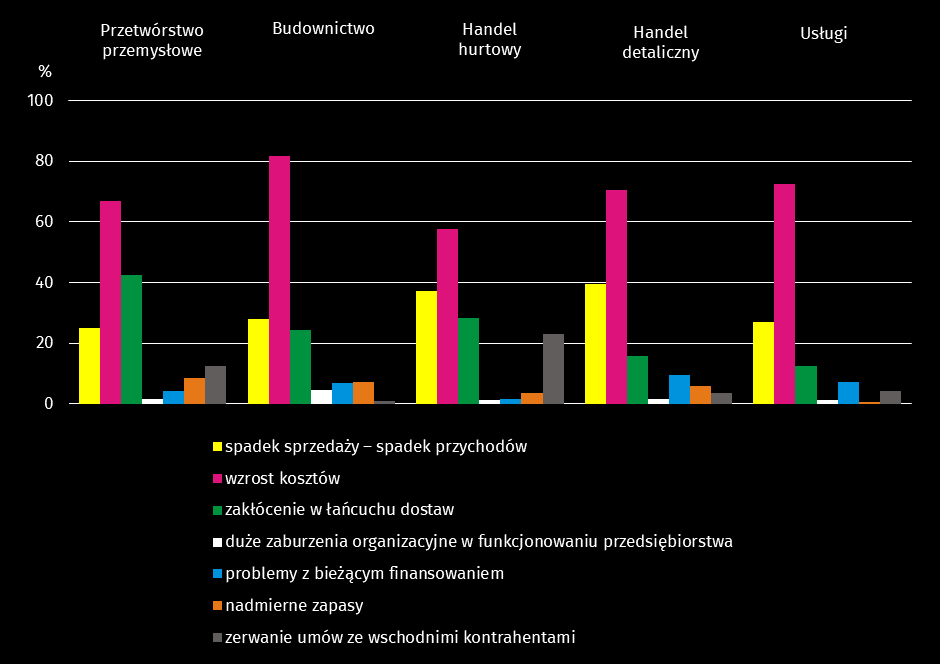 Przetwórstwo
przemysłowe
Budownictwo
Handel
hurtowy
Handel
detaliczny
Usługi
%
100
80
60
40
20
0
spadek sprzedaży – spadek przychodów
wzrost kosztów
zakłócenie w łańcuchu dostaw
duże zaburzenia organizacyjne w funkcjonowaniu przedsiębiorstwa
problemy z bieżącym finansowaniem
nadmierne zapasy
zerwanie umów ze wschodnimi kontrahentami